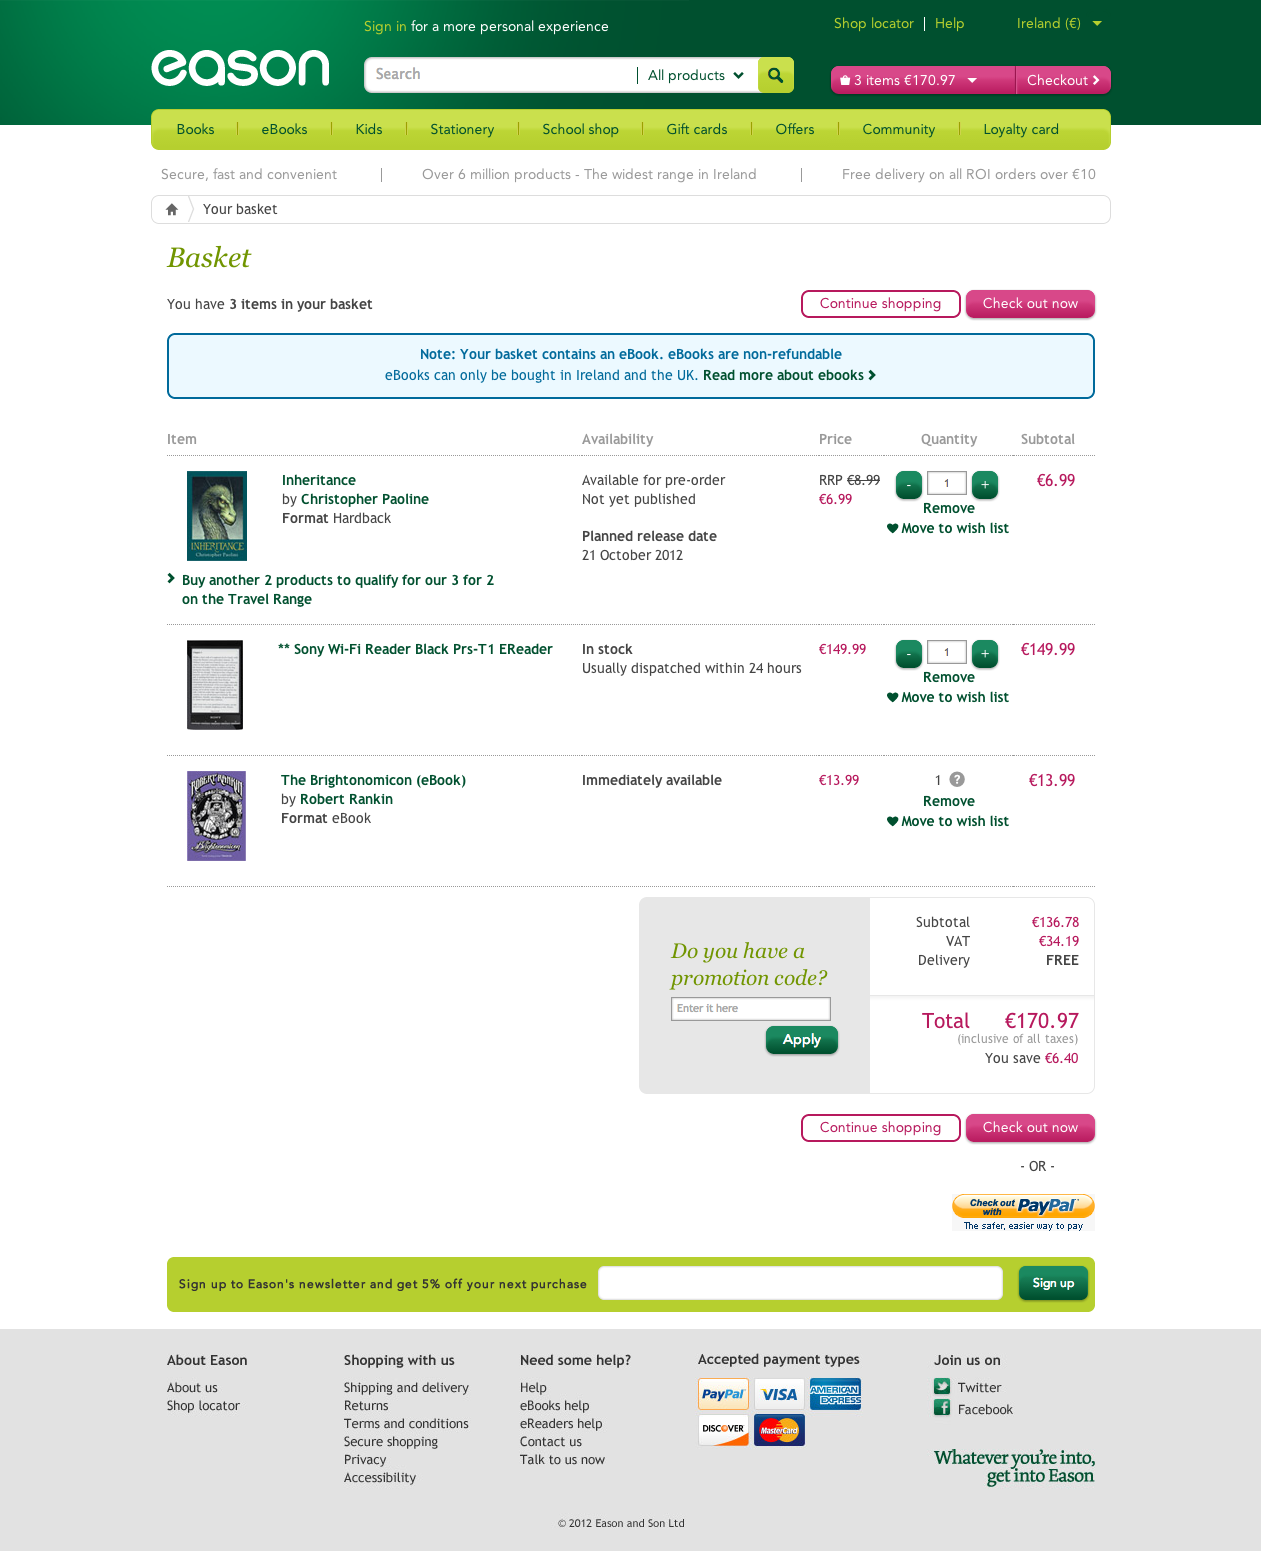 Sign in for a more personal experience
Shop locator | Help
Ireland (€)
eason
Search
All products
3 items €170.97
Checkout
Books
eBooks
Kids
Stationery
School shop
Gift cards
Offers
Community
Loyalty card
Secure, fast and convenient
Over 6 million products - The widest range in Ireland
Free delivery on all ROI orders over €10
Your basket
Basket
You have 3 items in your basket
Continue shopping
Check out now
Note: Your basket contains an eBook. eBooks are non-refundable
eBooks can only be bought in Ireland and the UK. Read more about ebooks
Item
Availability
Price
Quantity
Subtotal
INHERITANCE
Christopher Paolini
Inheritance
by Christopher Paoline
Format Hardback
Available for pre-order
Not yet published
Planned release date
21 October 2012
RRP €8.99
€6.99
- 1 +
Remove
Move to wish list
€6.99
Buy another 2 products to qualify for our 3 for 2
on the Travel Range
** Sony Wi-Fi Reader Black Prs-T1 EReader
In stock
Usually dispatched within 24 hours
€149.99
- 1 +
Remove
Move to wish list
€149.99
ROBERT RANKIN
The Brightonomicon
The Brightonomicon (eBook)
by Robert Rankin
Format eBook
Immediately available
€13.99
1 ?
Remove
Move to wish list
€13.99
Do you have a
promotion code?
Enter it here
Apply
Subtotal €136.78
VAT €34.19
Delivery FREE
Total €170.97
(inclusive of all taxes)
You save €6.40
Continue shopping
Check out now
- OR -
Check out
with PayPal
The safer, easier way to pay
Sign up to Eason's newsletter and get 5% off your next purchase
Sign up
About Eason
About us
Shop locator
Shopping with us
Shipping and delivery
Returns
Terms and conditions
Secure shopping
Privacy
Accessibility
Need some help?
Help
eBooks help
eReaders help
Contact us
Talk to us now
Accepted payment types
PayPal
VISA
AMERICAN
EXPRESS
DISCOVER
MasterCard
Join us on
Twitter
Facebook
Whatever you're into,
get into Eason
© 2012 Eason and Son Ltd